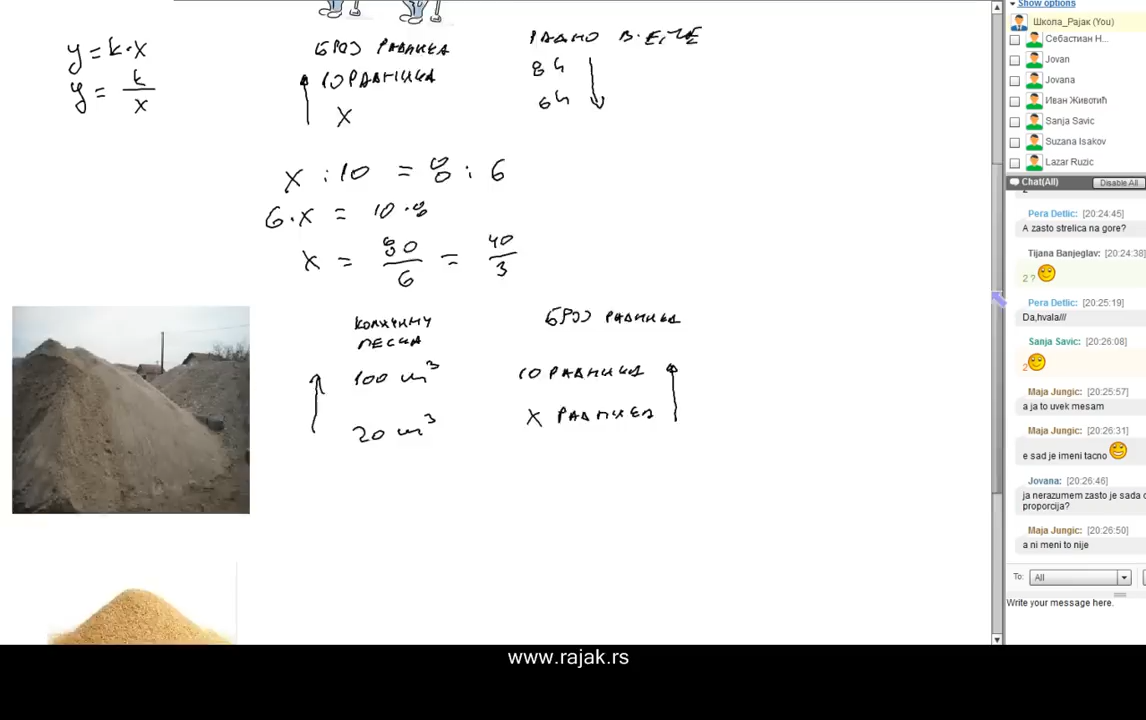 y = k·x
y = k/x
БРОЈ РАДНИКА
10 РАДНИКА
X
РАДНО ВРЕМЕ
8h
6h
x : 10 = 8 : 6
6·x = 10·8
x = 80/6 = 40/3
КОЛИЧИНА
ПЕСКА
100 m³
20 m³
БРОЈ РАДНИКА
10 РАДНИКА
X РАДНИКА
Show options
Школа_Рајак (You)
Себастиан Н...
Jovan
Jovana
Иван Животић
Sanja Savic
Suzana Isakov
Lazar Ruzic
Chat(All)
Disable All
2
Pera Detlic: [20:24:45]
A zasto strelica na gore?
Tijana Banjeglav: [20:24:38]
2 ?
Pera Detlic: [20:25:19]
Da,hvala///
Sanja Savic: [20:26:08]
2
Maja Jungic: [20:25:57]
a ja to uvek mesam
Maja Jungic: [20:26:31]
e sad je imeni tacno
Jovana: [20:26:46]
ja nerazumem zasto je sada
proporcija?
Maja Jungic: [20:26:50]
a ni meni to nije
To: All
Write your message here.
www.rajak.rs